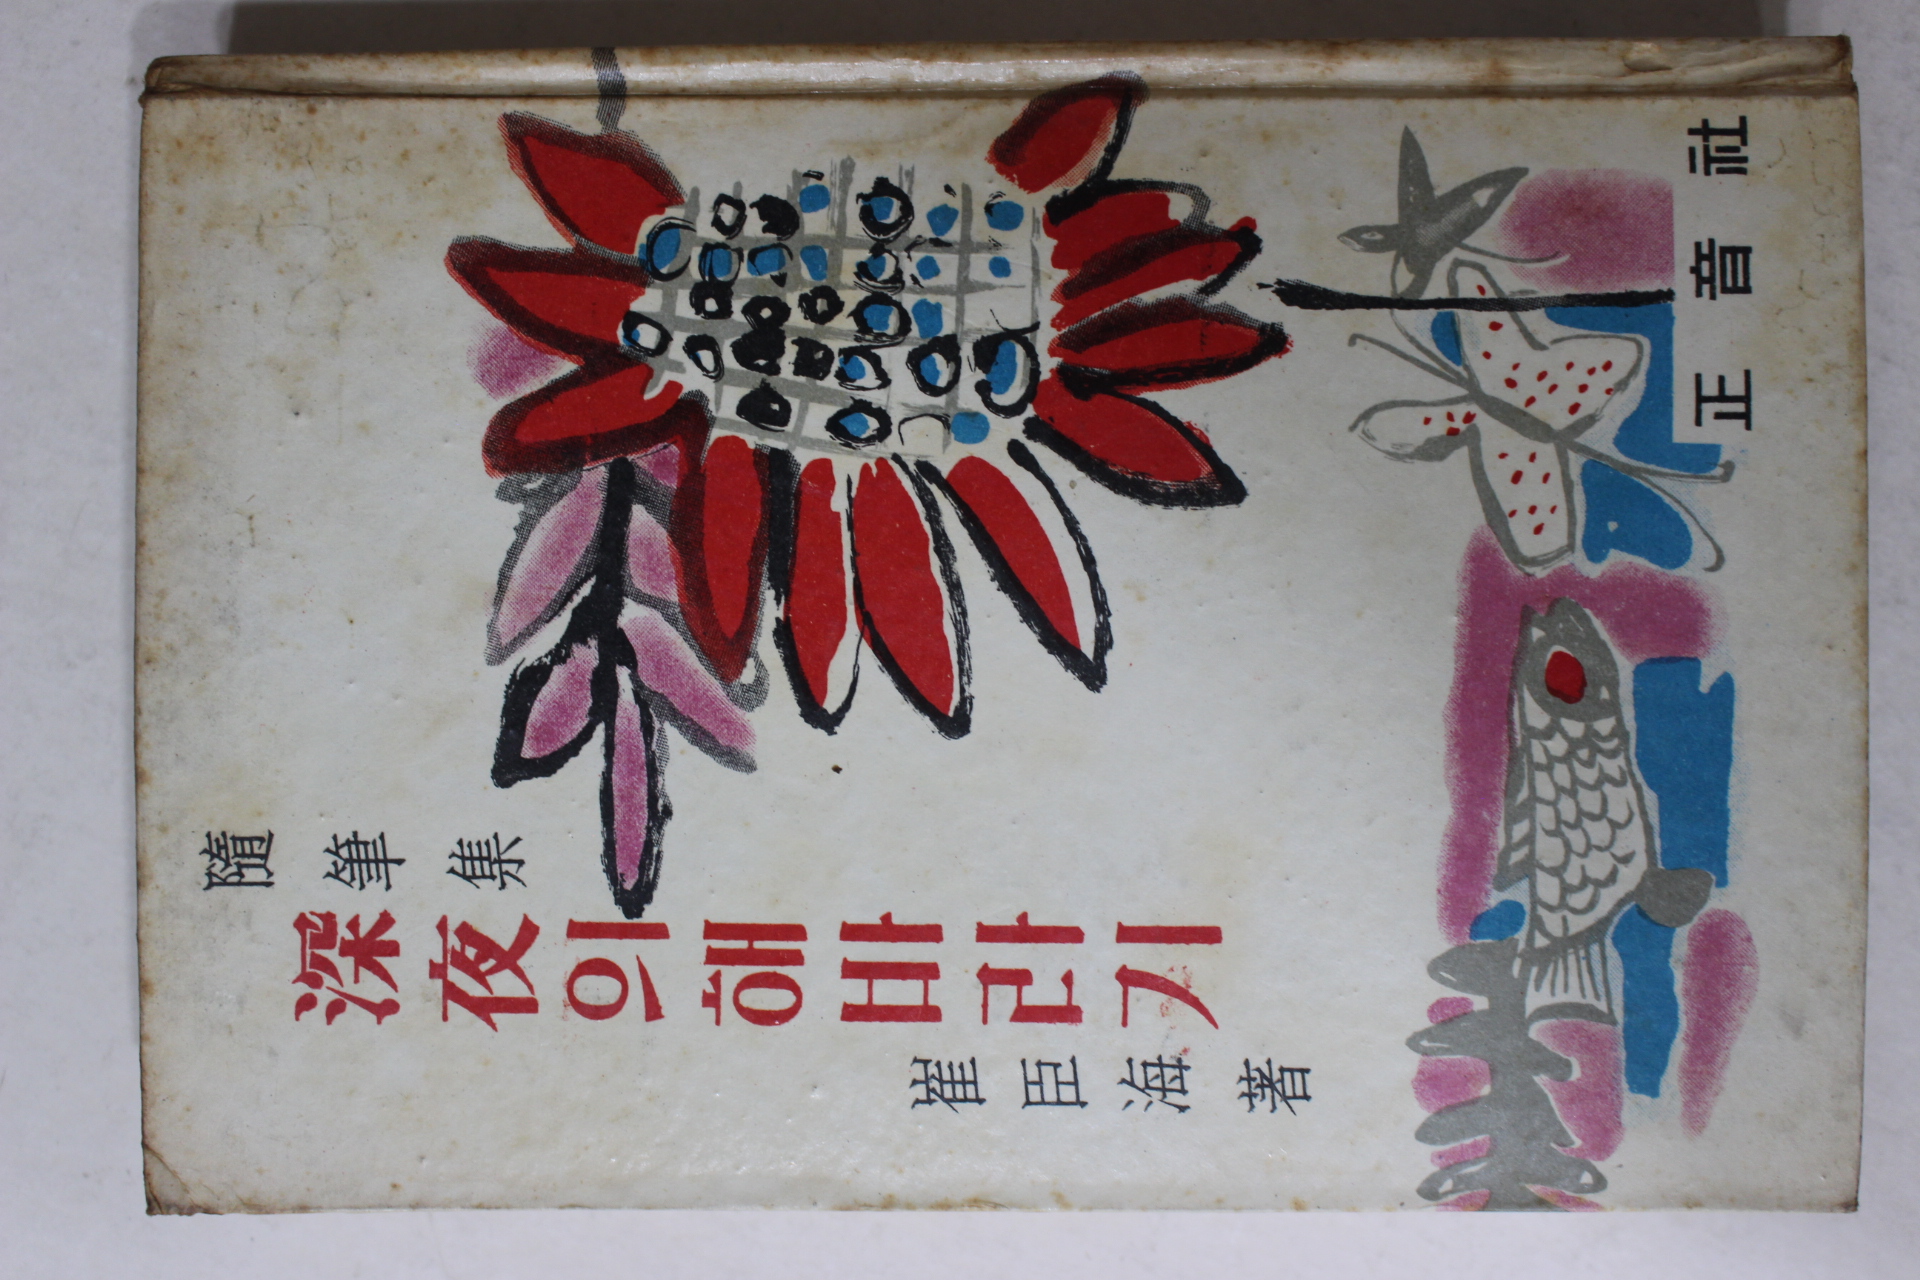 隨筆集
深夜의해바라기
崔臣海著
正音社